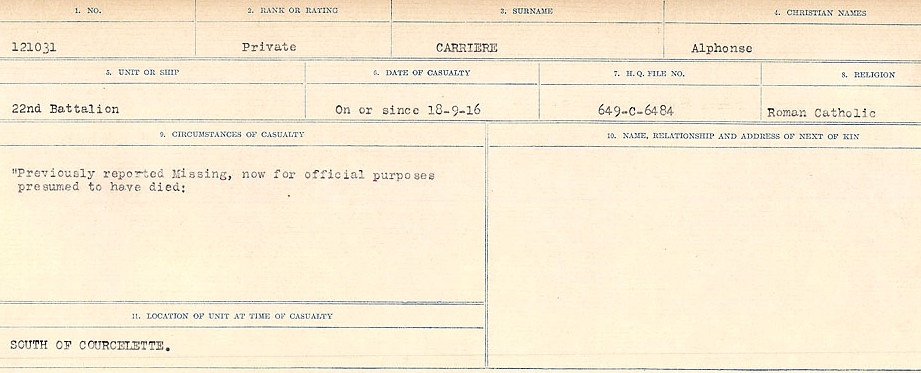 1. NO. 2. RANK OR RATING 3. SURNAME 4. CHRISTIAN NAMES
121031 Private CARRIERE Alphonse
5. UNIT OR SHIP 6. DATE OF CASUALTY 7. H.Q. FILE NO. 8. RELIGION
22nd Battalion On or since 18-9-16 649-C-6484 Roman Catholic
9. CIRCUMSTANCES OF CASUALTY 10. NAME, RELATIONSHIP AND ADDRESS OF NEXT OF KIN
"Previously reported Missing, now for official purposes
presumed to have died:
11. LOCATION OF UNIT AT TIME OF CASUALTY
SOUTH OF COURCELETTE.